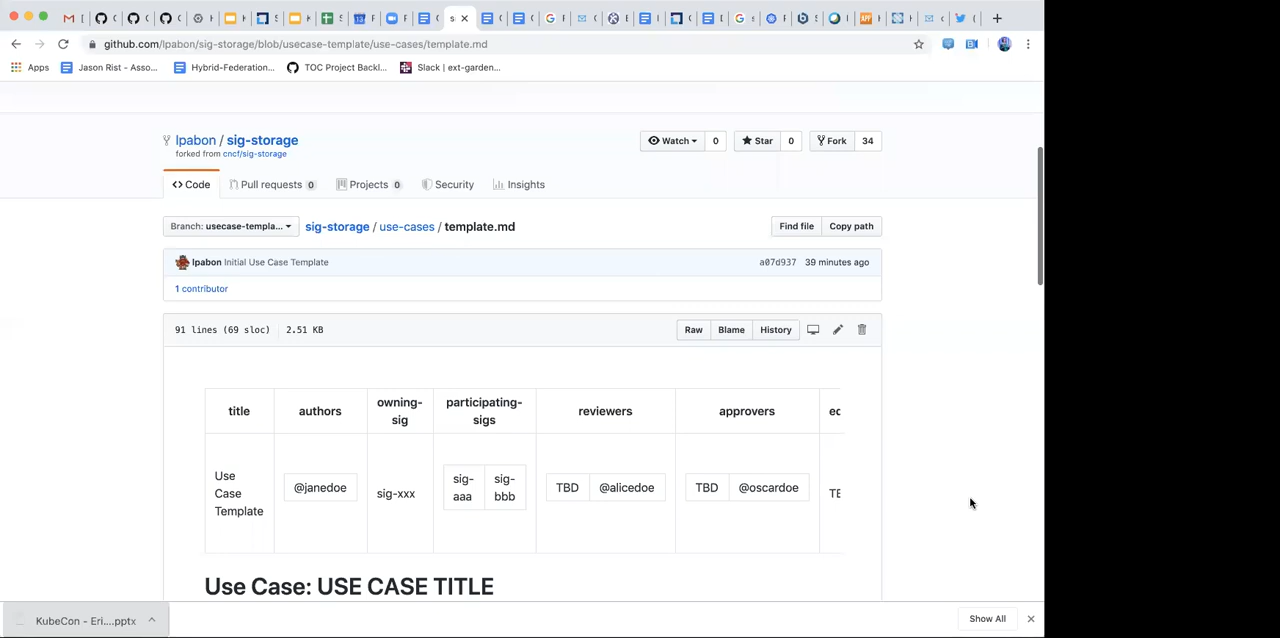 github.com/lpabon/sig-storage/blob/usecase-template/use-cases/template.md
Apps Jason Rist - Asso... Hybrid-Federation... TOC Project Backl... Slack | ext-garden...
lpabon / sig-storage
forked from cncf/sig-storage
Watch 0 Star 0 Fork 34
Code Pull requests 0 Projects 0 Security Insights
Branch: usecase-templa... sig-storage / use-cases / template.md Find file Copy path
lpabon Initial Use Case Template a07d937 39 minutes ago
1 contributor
91 lines (69 sloc) 2.51 KB Raw Blame History
title authors owning-sig participating-sigs reviewers approvers
Use Case Template @janedoe sig-xxx sig-aaa sig-bbb TBD @alicedoe TBD @oscardoe
Use Case: USE CASE TITLE
KubeCon - Eri....pptx Show All